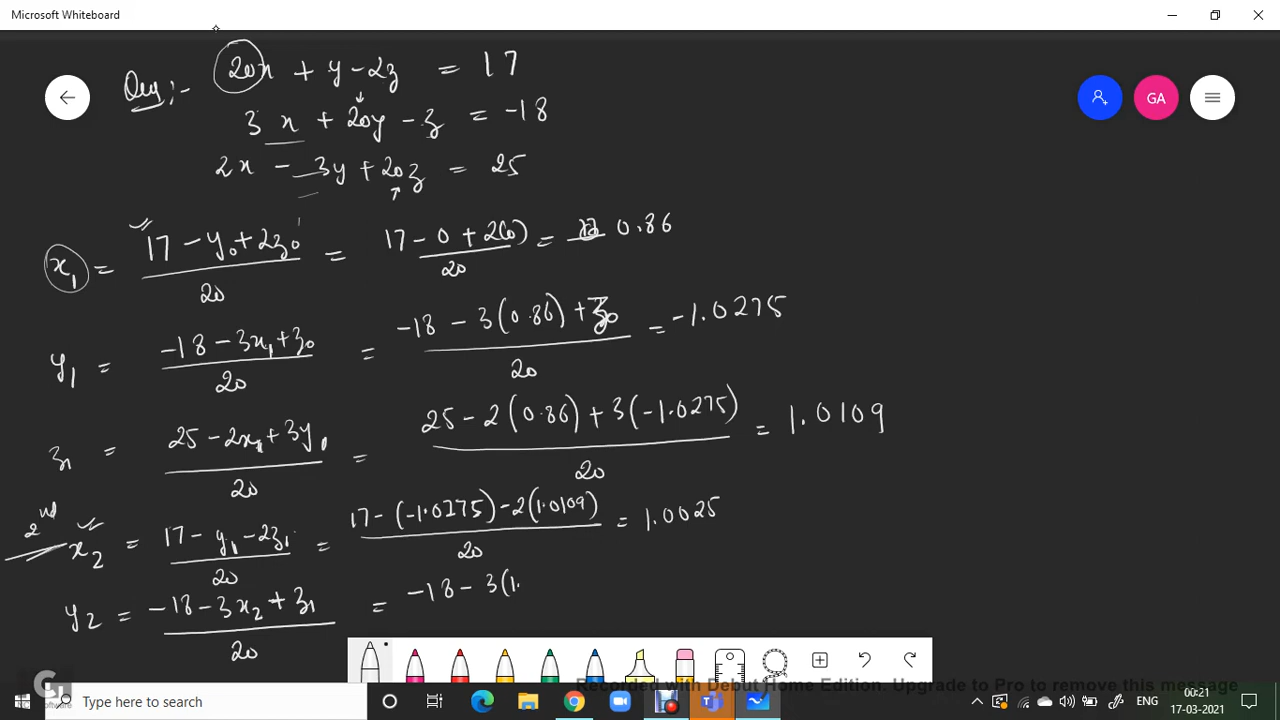 Microsoft Whiteboard
Ques:- 20x + y - 2z = 17
3x + 20y - z = -18
2x - 3y + 20z = 25
x₁ = (17 - y₀ + 2z₀)/20 = (17 - 0 + 2(0))/20 = 0.86
y₁ = (-18 - 3x₁ + z₀)/20 = (-18 - 3(0.86) + z₀)/20 = -1.0275
z₁ = (25 - 2x₁ + 3y₁)/20 = (25 - 2(0.86) + 3(-1.0275))/20 = 1.0109
2nd x₂ = (17 - y₁ - 2z₁)/20 = (17 - (-1.0275) - 2(1.0109))/20 = 1.0025
y₂ = (-18 - 3x₂ + z₁)/20 = -18 - 3(1.
GA
Recorded with Debut Home Edition. Upgrade to Pro to remove this message
Type here to search
ENG
00:21
17-03-2021